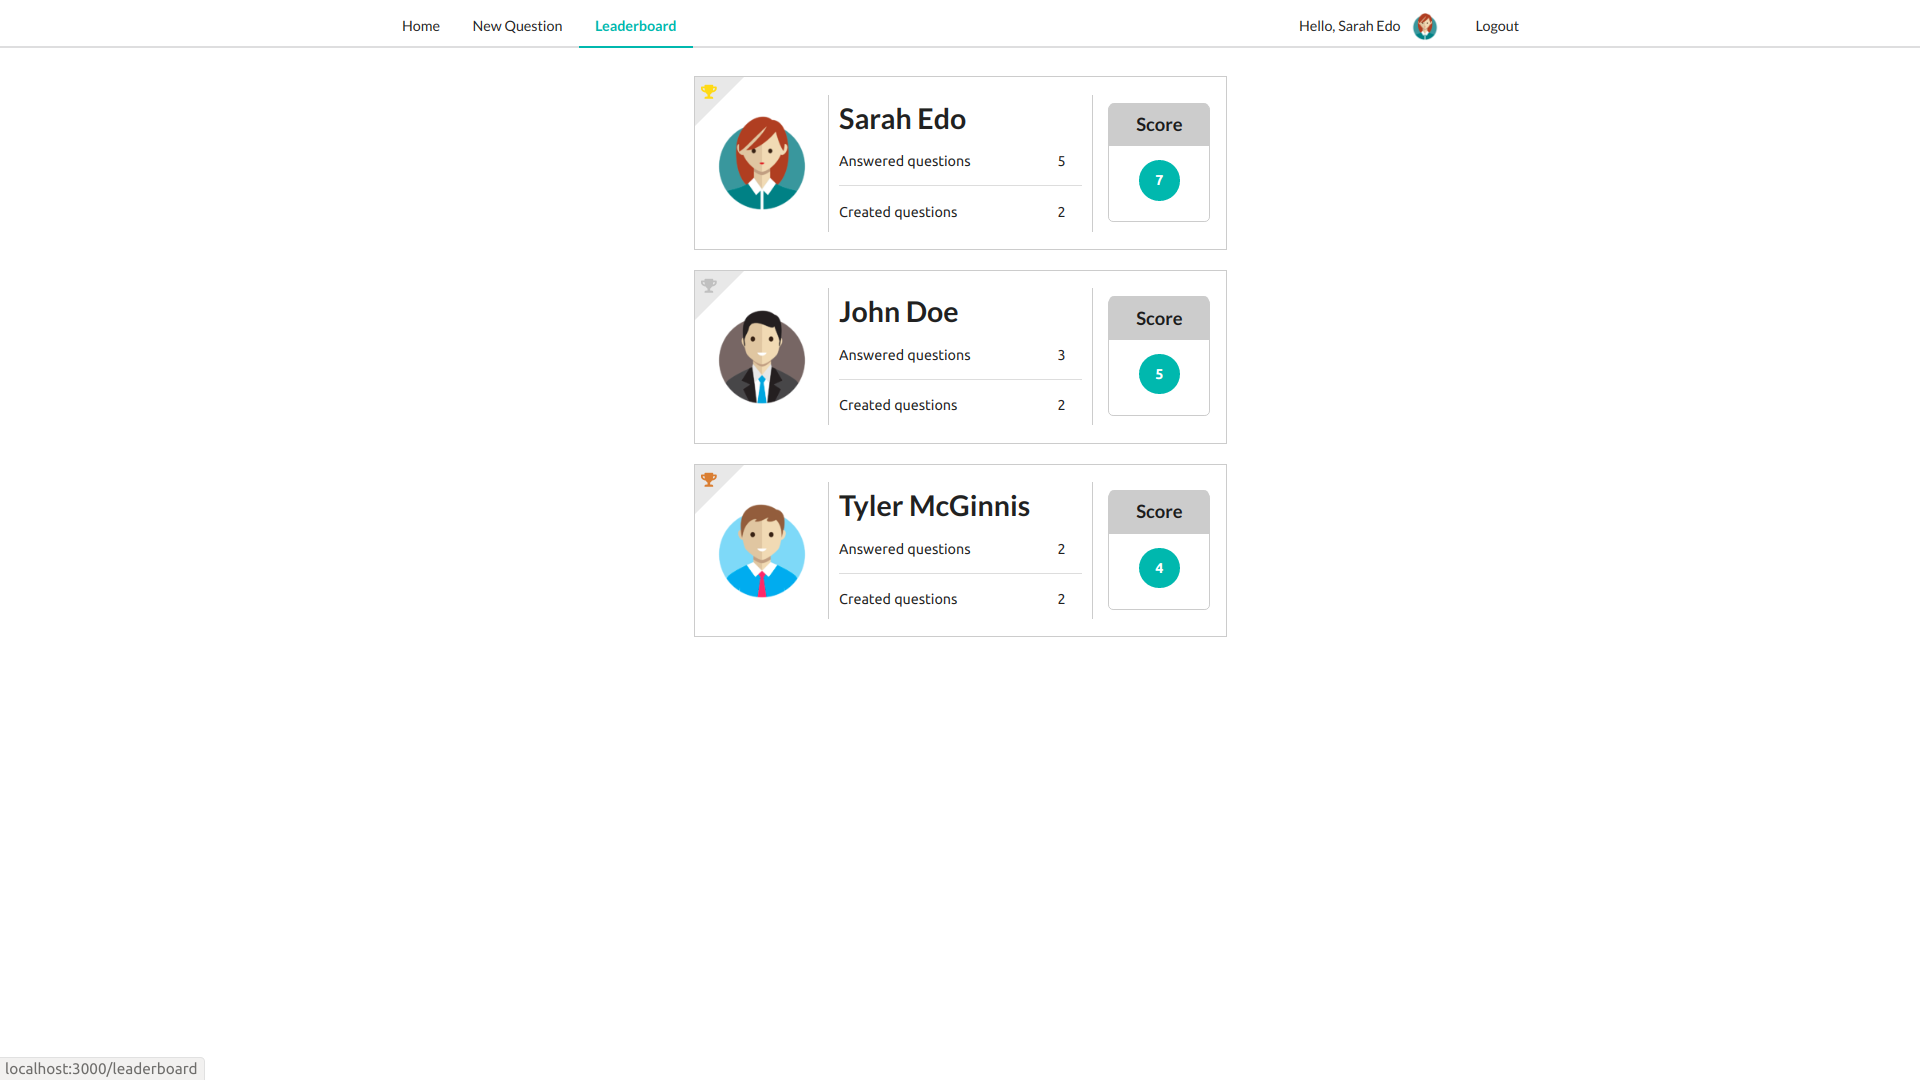 Home New Question Leaderboard Hello, Sarah Edo Logout
Sarah Edo
Answered questions 5
Created questions 2
Score
7
John Doe
Answered questions 3
Created questions 2
Score
5
Tyler McGinnis
Answered questions 2
Created questions 2
Score
4
localhost:3000/leaderboard